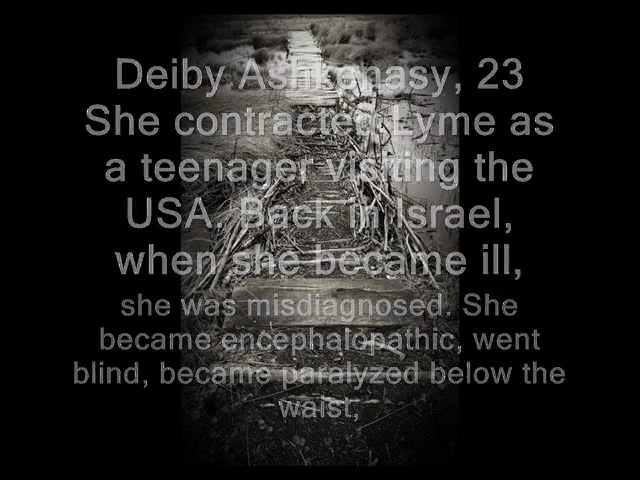 Deiby Ashkenasy, 23
She contracted Lyme as
a teenager visiting the
USA. Back in Israel,
when she became ill,
she was misdiagnosed. She
became encephalopathic, went
blind, became paralyzed below the
waist,